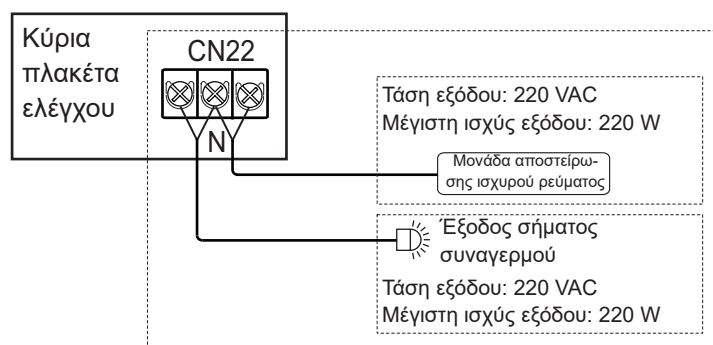 Κύρια
πλακέτα
ελέγχου
CN22
N
Τάση εξόδου: 220 VAC
Μέγιστη ισχύς εξόδου: 220 W
Μονάδα αποστείρω-
σης ισχυρού ρεύματος
Έξοδος σήματος
συναγερμού
Τάση εξόδου: 220 VAC
Μέγιστη ισχύς εξόδου: 220 W